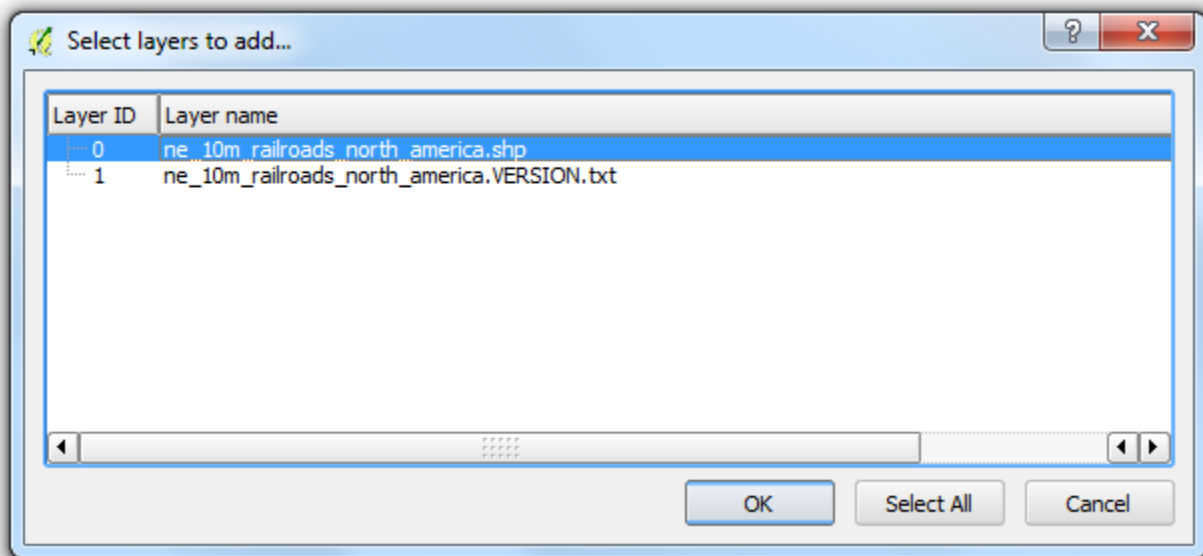 Select layers to add...
Layer ID Layer name
0 ne_10m_railroads_north_america.shp
1 ne_10m_railroads_north_america.VERSION.txt
OK Select All Cancel